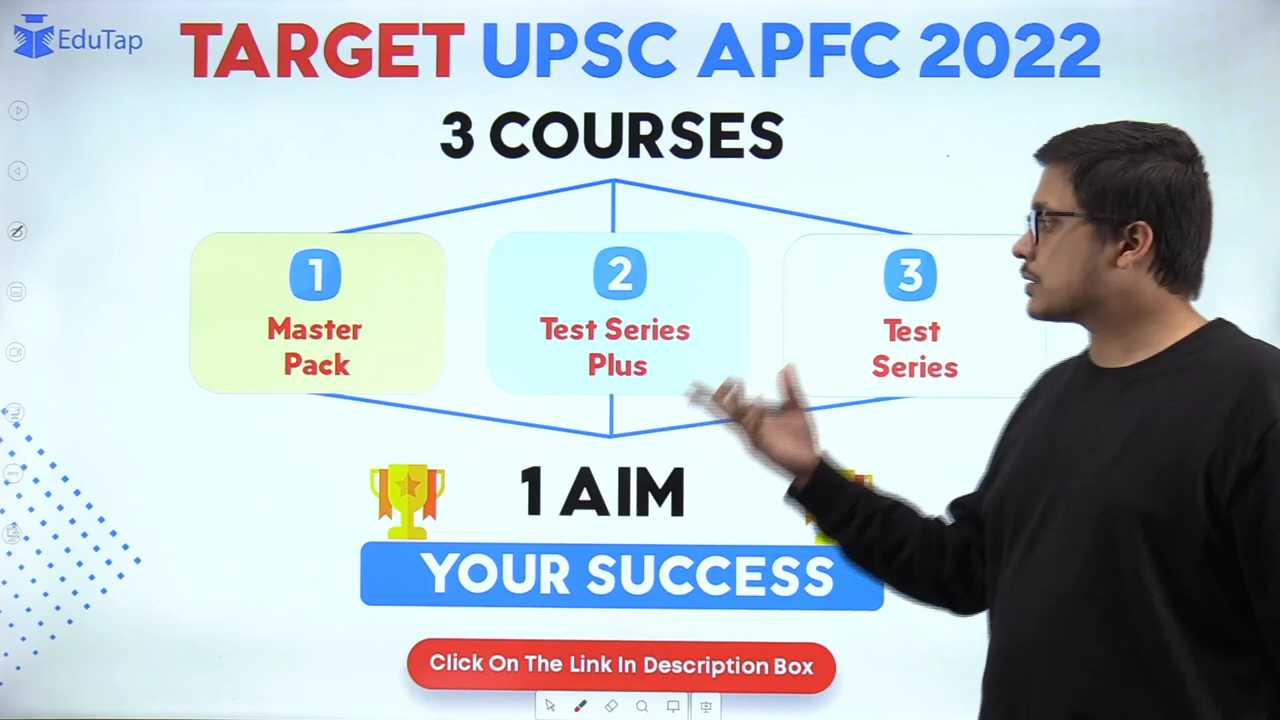 EduTap
TARGET UPSC APFC 2022
3 COURSES
1
Master
Pack
2
Test Series
Plus
3
Test
Series
1 AIM
YOUR SUCCESS
Click On The Link In Description Box